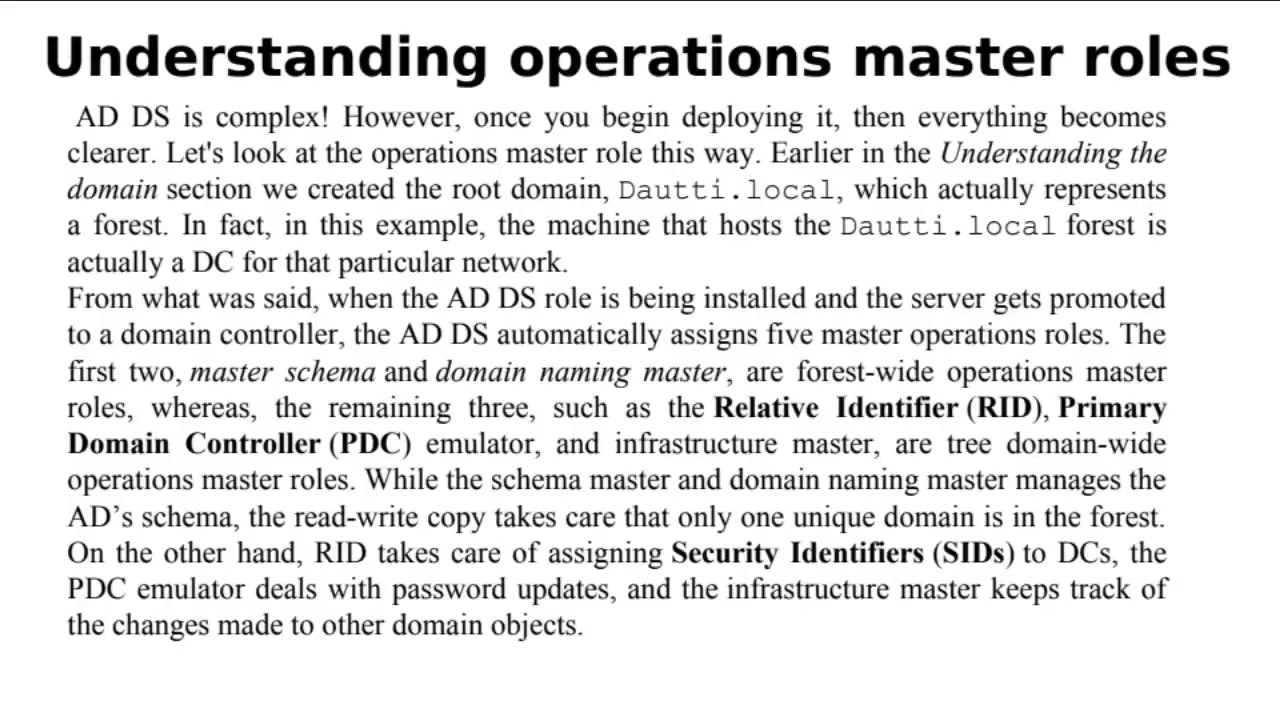 Understanding operations master roles
AD DS is complex! However, once you begin deploying it, then everything becomes
clearer. Let's look at the operations master role this way. Earlier in the Understanding the
domain section we created the root domain, Dautti.local, which actually represents
a forest. In fact, in this example, the machine that hosts the Dautti.local forest is
actually a DC for that particular network.
From what was said, when the AD DS role is being installed and the server gets promoted
to a domain controller, the AD DS automatically assigns five master operations roles. The
first two, master schema and domain naming master, are forest-wide operations master
roles, whereas, the remaining three, such as the Relative Identifier (RID), Primary
Domain Controller (PDC) emulator, and infrastructure master, are tree domain-wide
operations master roles. While the schema master and domain naming master manages the
AD’s schema, the read-write copy takes care that only one unique domain is in the forest.
On the other hand, RID takes care of assigning Security Identifiers (SIDs) to DCs, the
PDC emulator deals with password updates, and the infrastructure master keeps track of
the changes made to other domain objects.